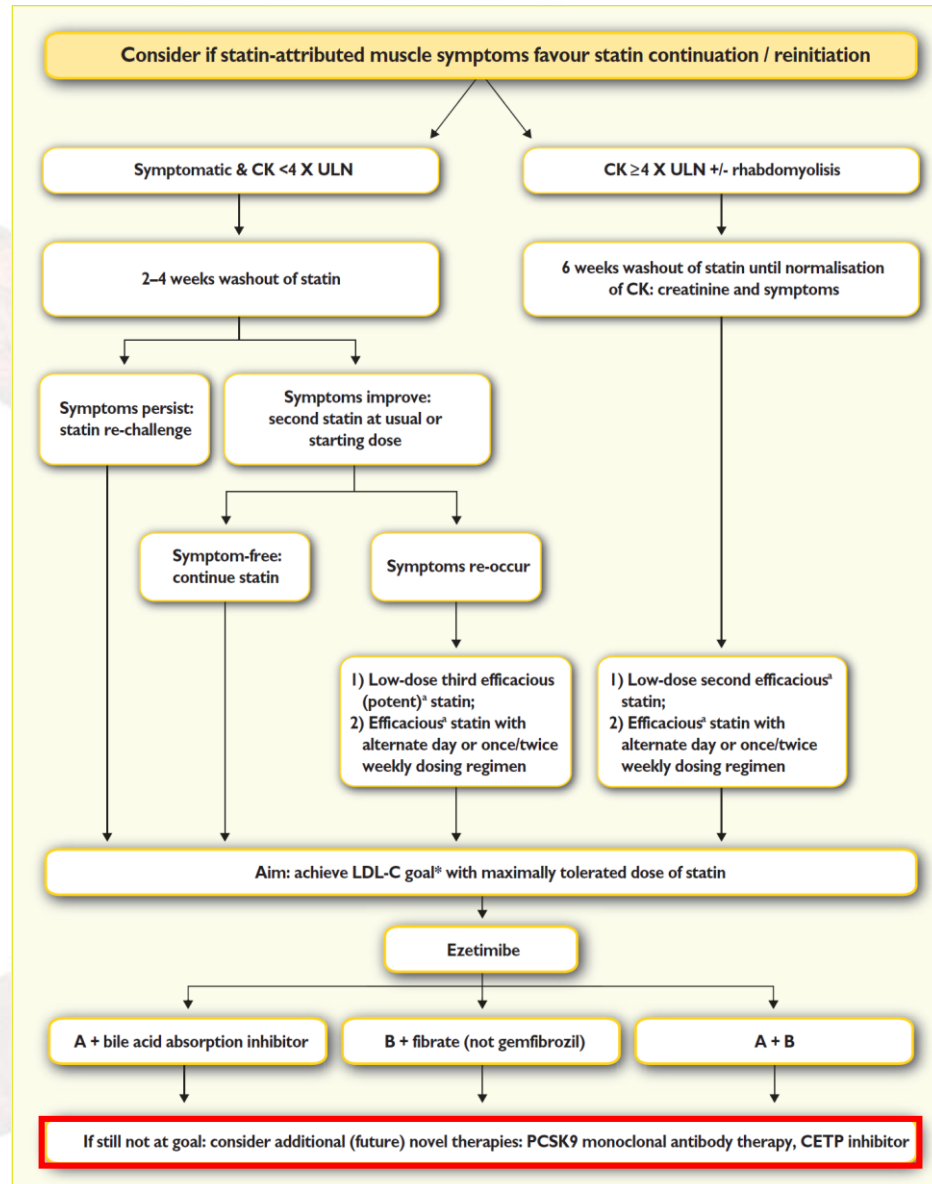 Consider if statin-attributed muscle symptoms favour statin continuation / reinitiation
Symptomatic & CK <4 X ULN
CK ≥4 X ULN +/- rhabdomyolisis
2–4 weeks washout of statin
6 weeks washout of statin until normalisation
of CK: creatinine and symptoms
Symptoms persist:
statin re-challenge
Symptoms improve:
second statin at usual or
starting dose
Symptom-free:
continue statin
Symptoms re-occur
1) Low-dose third efficacious
(potent)ᵃ statin;
2) Efficaciousᵃ statin with
alternate day or once/twice
weekly dosing regimen
1) Low-dose second efficaciousᵃ
statin;
2) Efficaciousᵃ statin with
alternate day or once/twice
weekly dosing regimen
Aim: achieve LDL-C goal* with maximally tolerated dose of statin
Ezetimibe
A + bile acid absorption inhibitor
B + fibrate (not gemfibrozil)
A + B
If still not at goal: consider additional (future) novel therapies: PCSK9 monoclonal antibody therapy, CETP inhibitor